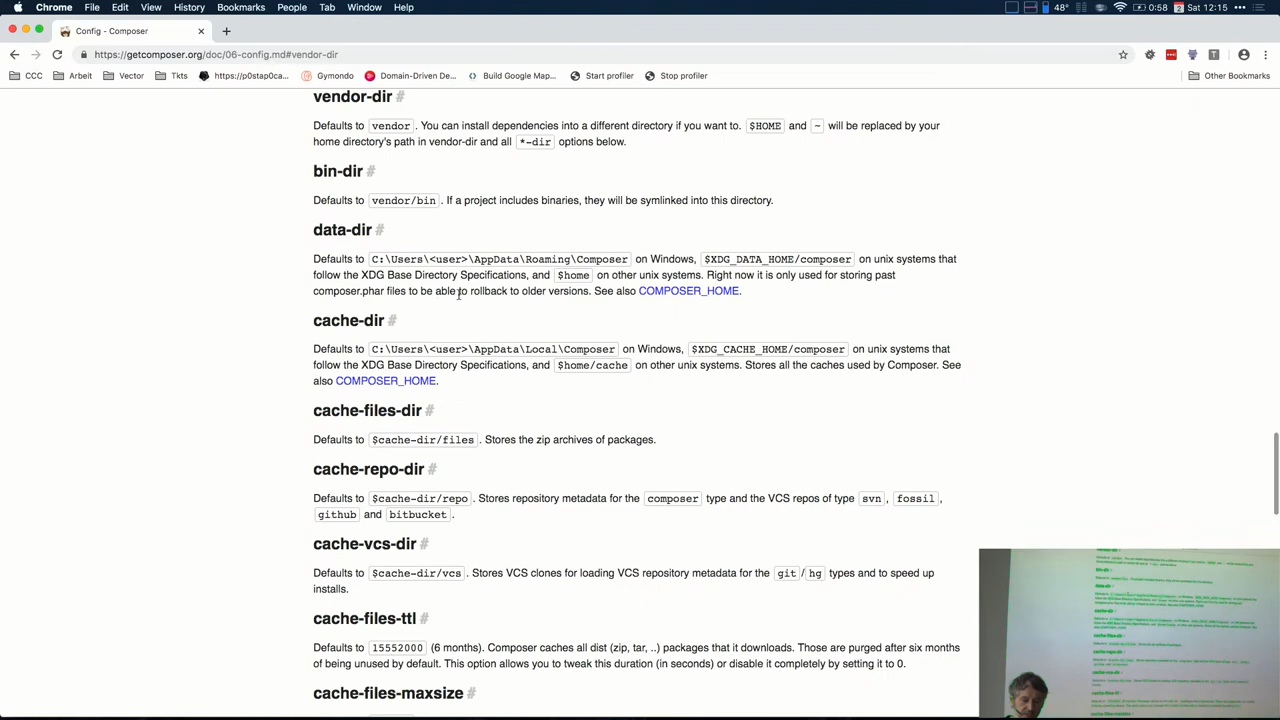 Chrome File Edit View History Bookmarks People Tab Window Help 48° 0:58 2 Sat 12:15
Config - Composer
https://getcomposer.org/doc/06-config.md#vendor-dir
CCC Arbeit Vector Tkts https://p0stap0ca... Gymondo Domain-Driven De... Build Google Map... Start profiler Stop profiler Other Bookmarks
vendor-dir #
Defaults to vendor . You can install dependencies into a different directory if you want to. $HOME and ~ will be replaced by your
home directory's path in vendor-dir and all *-dir options below.
bin-dir #
Defaults to vendor/bin . If a project includes binaries, they will be symlinked into this directory.
data-dir #
Defaults to C:\Users\<user>\AppData\Roaming\Composer on Windows, $XDG_DATA_HOME/composer on unix systems that
follow the XDG Base Directory Specifications, and $home on other unix systems. Right now it is only used for storing past
composer.phar files to be able to rollback to older versions. See also COMPOSER_HOME.
cache-dir #
Defaults to C:\Users\<user>\AppData\Local\Composer on Windows, $XDG_CACHE_HOME/composer on unix systems that
follow the XDG Base Directory Specifications, and $home/cache on other unix systems. Stores all the caches used by Composer. See
also COMPOSER_HOME.
cache-files-dir #
Defaults to $cache-dir/files . Stores the zip archives of packages.
cache-repo-dir #
Defaults to $cache-dir/repo . Stores repository metadata for the composer type and the VCS repos of type svn , fossil ,
github and bitbucket .
cache-vcs-dir #
Defaults to $cache-dir/vcs . Stores VCS clones for loading VCS repository metadata for the git / hg types and to speed up
installs.
cache-files-ttl #
Defaults to 15552000 (6 months). Composer caches all dist (zip, tar, ..) packages that it downloads. Those are purged after six months
of being unused by default. This option allows you to tweak this duration (in seconds) or disable it completely by setting it to 0.
cache-files-maxsize #